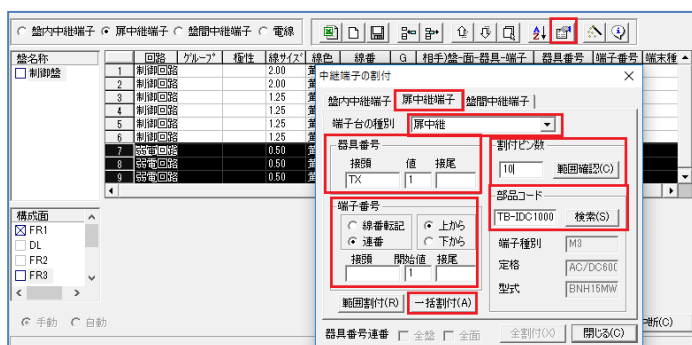 盤内中継端子 扉中継端子 盤間中継端子 電線
盤名称
制御盤
回路 グループ 極性 線サイズ 線色 線番 G 相手)盤-面-器具-端子 器具番号 端子番号 端末種
1 制御回路 2.00 黄
2 制御回路 2.00 黄
3 制御回路 1.25 黄
4 制御回路 1.25 黄
5 制御回路 1.25 黄
6 制御回路 1.25 黄
7 弱電回路 0.50 黄
8 弱電回路 0.50 黄
9 弱電回路 0.50 黄
構成面
FR1
DL
FR2
FR3
手動 自動
中継端子の割付
盤内中継端子 扉中継端子 盤間中継端子
端子台の種別 扉中継
器具番号
接頭 値 接尾
TX 1
端子番号
線番転記 上から
連番 下から
接頭 開始値 接尾
1
範囲割付(R) 一括割付(A)
割付ピン数
10 範囲確認(C)
部品コード
TB-IDC1000 検索(S)
端子種別 M3
定格 AC/DC60(
型式 BNH15MW
器具番号連番 全盤 全面 全割付(X) 閉じる(C)
中断(C)